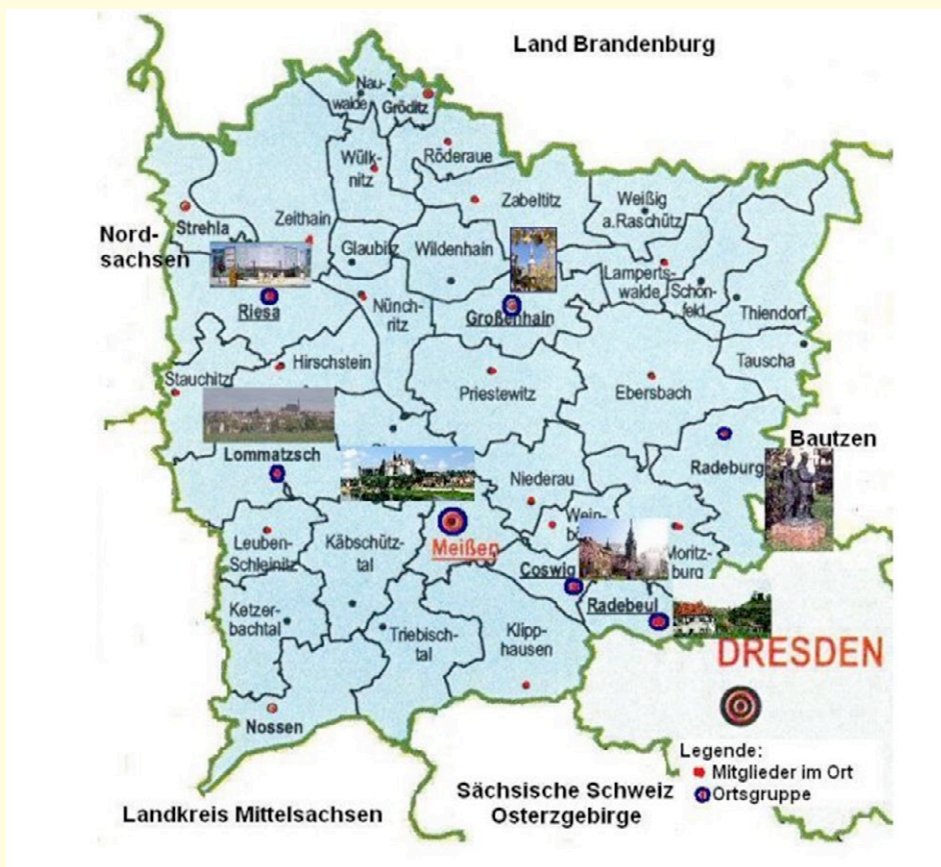 Land Brandenburg
Nau-
walde
Gröditz
Wülk-
nitz
Röderaue
Zabeltitz
Weißig
a.Raschütz
Strehla
Zeithain
Nord-
sachsen
Glaubitz
Wildenhain
Lamperts-
walde
Schön-
feld
Thiendorf
Riesa
Nünch-
ritz
Großenhain
Tauscha
Hirschstein
Stauchitz
Priestewitz
Ebersbach
Bautzen
Lommatzsch
Niederau
Radeburg
Wein-
Leuben-
Schleinitz
Käbschütz-
tal
Meißen
Moritz-
burg
Coswig
Radebeul
Ketzer-
bachtal
Triebisch-
tal
Klipp-
hausen
DRESDEN
Nossen
Legende:
Mitglieder im Ort
Ortsgruppe
Sächsische Schweiz
Osterzgebirge
Landkreis Mittelsachsen